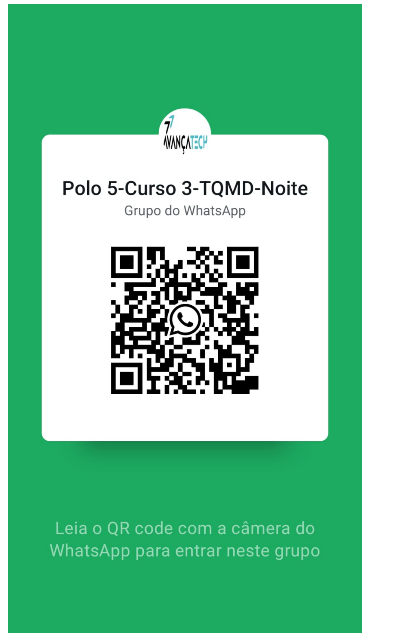 AVANÇATECH
Polo 5-Curso 3-TQMD-Noite
Grupo do WhatsApp
Leia o QR code com a câmera do
WhatsApp para entrar neste grupo